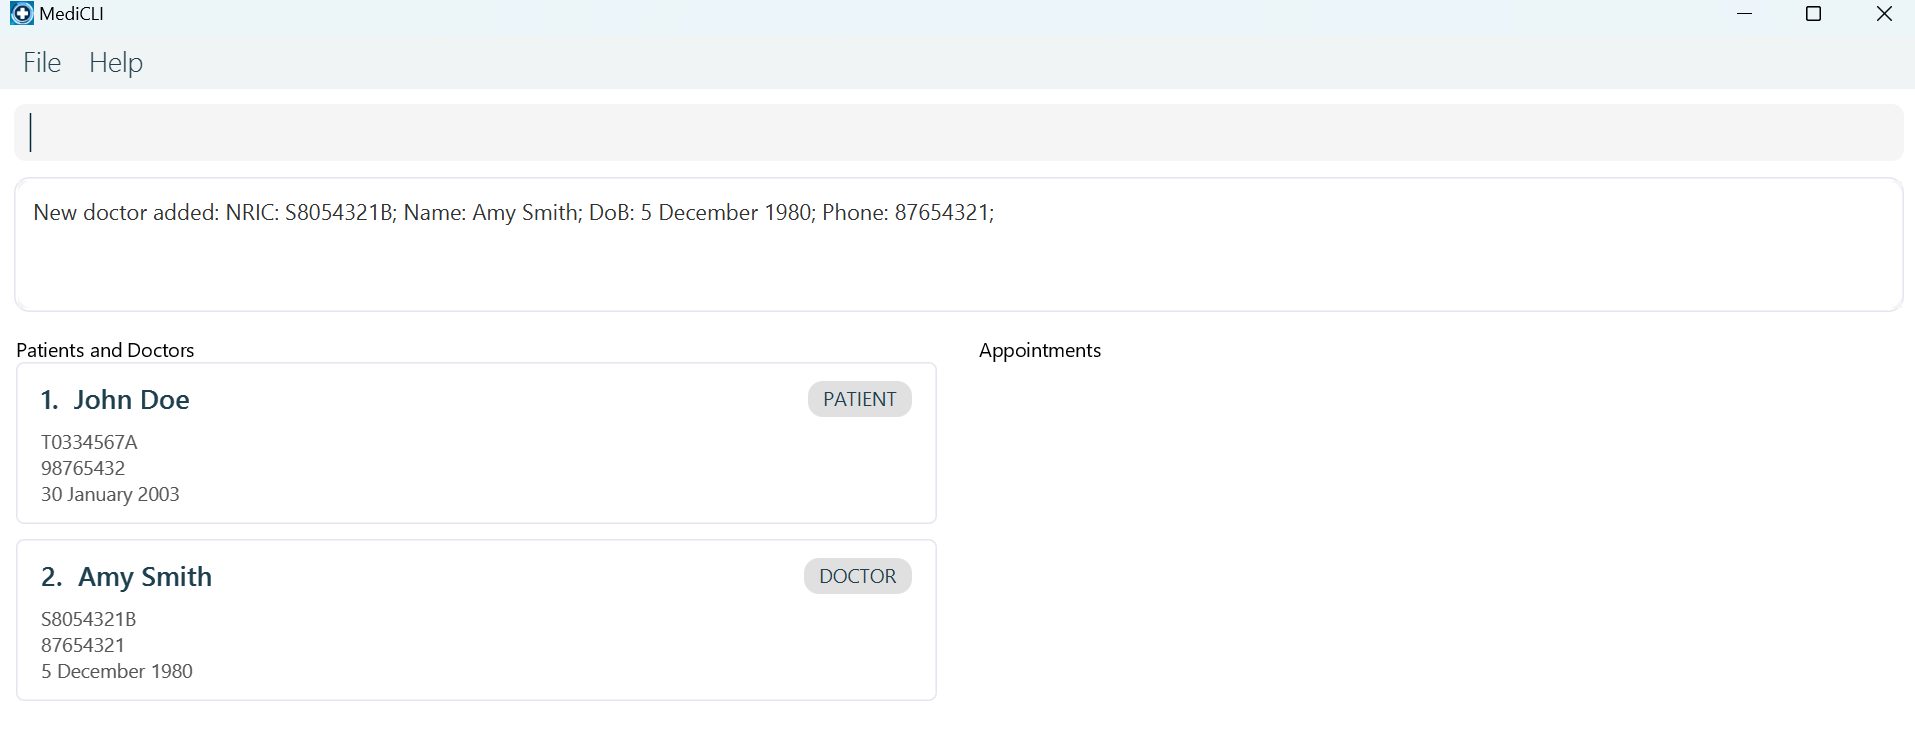 MediCLI
File Help
New doctor added: NRIC: S8054321B; Name: Amy Smith; DoB: 5 December 1980; Phone: 87654321;
Patients and Doctors
1. John Doe
PATIENT
T0334567A
98765432
30 January 2003
2. Amy Smith
DOCTOR
S8054321B
87654321
5 December 1980
Appointments